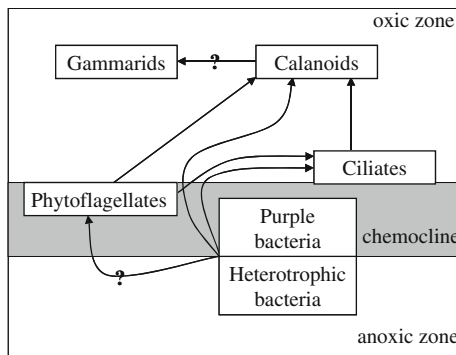 oxic zone
Gammarids
?
Calanoids
Ciliates
Phytoflagellates
Purple
bacteria
chemocline
?
Heterotrophic
bacteria
anoxic zone